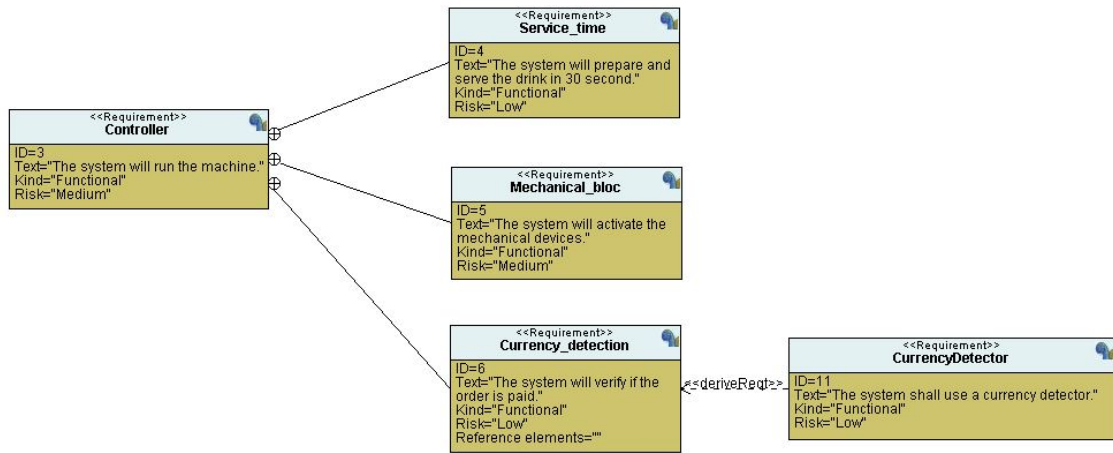 <<Requirement>>
Service_time
ID=4
Text="The system will prepare and
serve the drink in 30 second."
Kind="Functional"
Risk="Low"
<<Requirement>>
Controller
ID=3
Text="The system will run the machine."
Kind="Functional"
Risk="Medium"
<<Requirement>>
Mechanical_bloc
ID=5
Text="The system will activate the
mechanical devices."
Kind="Functional"
Risk="Medium"
<<Requirement>>
Currency_detection
ID=6
Text="The system will verify if the
order is paid."
Kind="Functional"
Risk="Low"
Reference elements=""
<<deriveReqt>>
<<Requirement>>
CurrencyDetector
ID=11
Text="The system shall use a currency detector."
Kind="Functional"
Risk="Low"